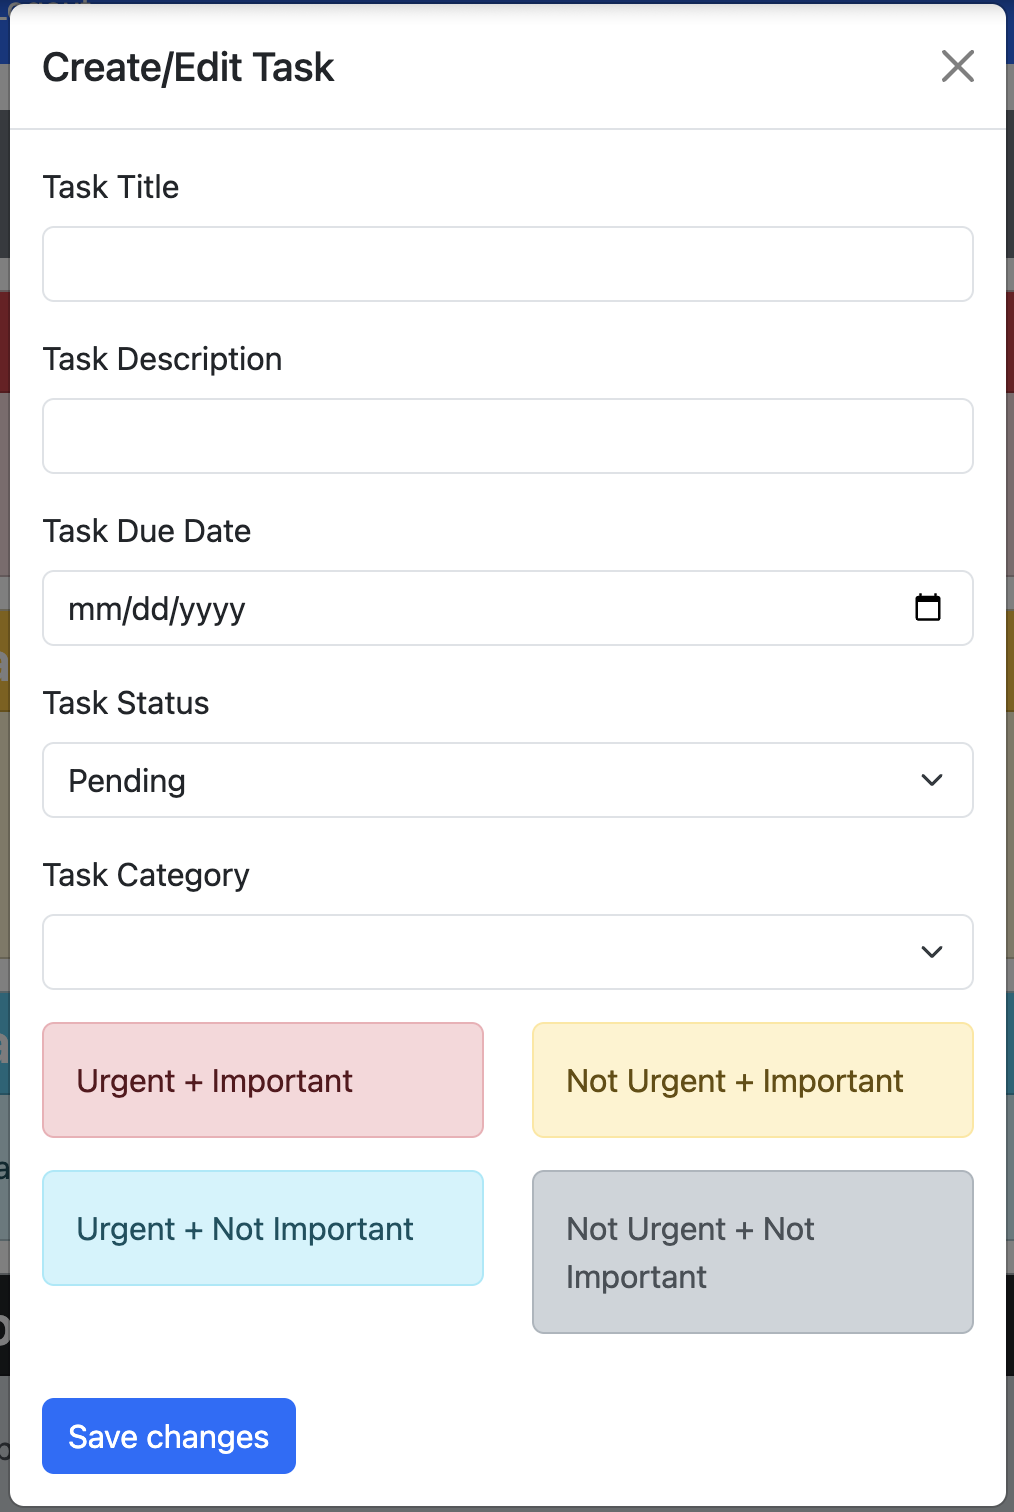 Create/Edit Task
Task Title
Task Description
Task Due Date
mm/dd/yyyy
Task Status
Pending
Task Category
Urgent + Important
Not Urgent + Important
Urgent + Not Important
Not Urgent + Not
Important
Save changes